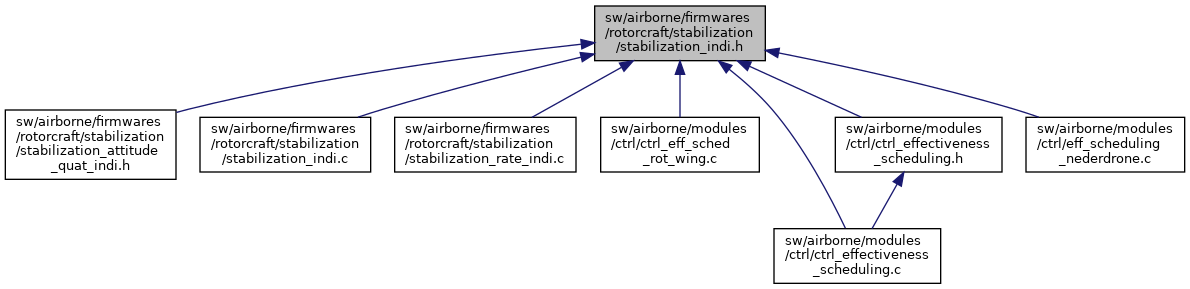 sw/airborne/firmwares
/rotorcraft/stabilization
/stabilization_indi.h
sw/airborne/firmwares
/rotorcraft/stabilization
/stabilization_attitude
_quat_indi.h
sw/airborne/firmwares
/rotorcraft/stabilization
/stabilization_indi.c
sw/airborne/firmwares
/rotorcraft/stabilization
/stabilization_rate_indi.c
sw/airborne/modules
/ctrl/ctrl_eff_sched
_rot_wing.c
sw/airborne/modules
/ctrl/ctrl_effectiveness
_scheduling.h
sw/airborne/modules
/ctrl/eff_scheduling
_nederdrone.c
sw/airborne/modules
/ctrl/ctrl_effectiveness
_scheduling.c